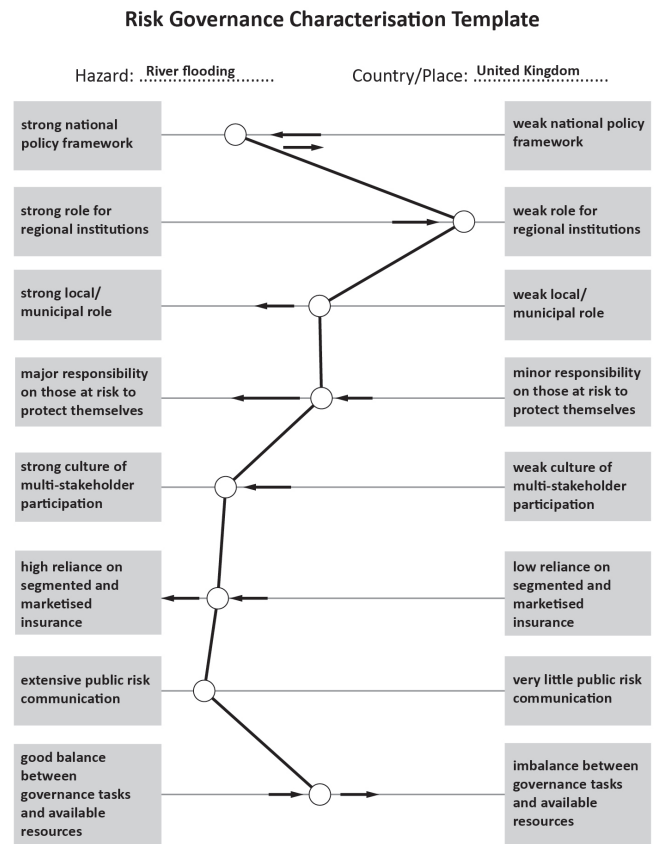 Risk Governance Characterisation Template
Hazard: River flooding
Country/Place: United Kingdom
strong national
policy framework
weak national policy
framework
strong role for
regional institutions
weak role for
regional institutions
strong local/
municipal role
weak local/
municipal role
major responsibility
on those at risk to
protect themselves
minor responsibility
on those at risk to
protect themselves
strong culture of
multi-stakeholder
participation
weak culture of
multi-stakeholder
participation
high reliance on
segmented and
marketised
insurance
low reliance on
segmented and
marketised
insurance
extensive public risk
communication
very little public risk
communication
good balance
between
governance tasks
and available
resources
imbalance between
governance tasks
and available
resources